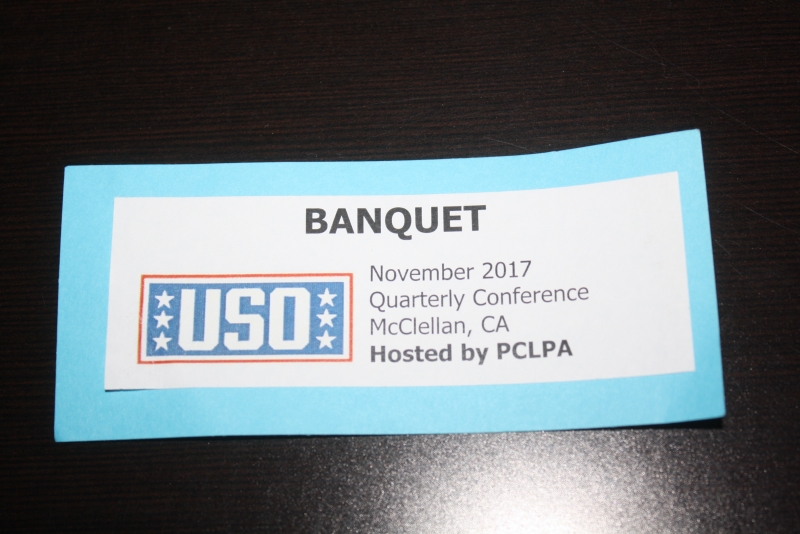 BANQUET
USO
November 2017
Quarterly Conference
McClellan, CA
Hosted by PCLPA